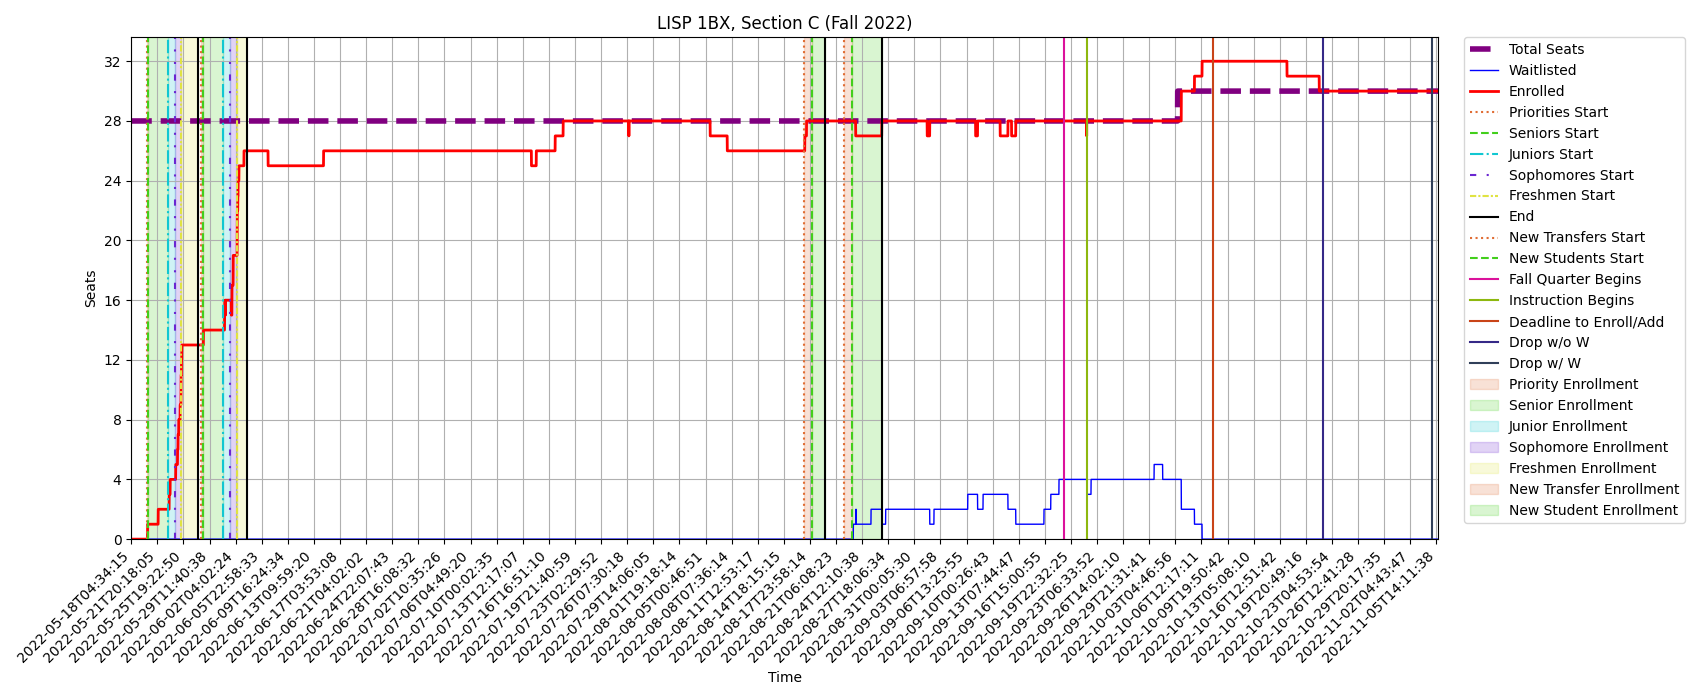 LISP 1BX, Section C (Fall 2022)
32
28
24
20
16
12
8
4
0
Seats
2022-05-18T04:34:15
2022-05-21T20:18:05
2022-05-25T19:22:50
2022-05-29T11:40:38
2022-06-02T04:02:24
2022-06-05T22:58:33
2022-06-09T16:24:34
2022-06-13T09:59:20
2022-06-17T03:53:08
2022-06-21T04:02:02
2022-06-24T22:07:43
2022-06-28T16:08:32
2022-07-02T10:35:26
2022-07-06T04:49:20
2022-07-10T00:02:35
2022-07-13T12:17:07
2022-07-16T16:51:10
2022-07-19T21:40:59
2022-07-23T02:29:52
2022-07-26T07:30:18
2022-07-29T14:06:05
2022-08-01T19:18:14
2022-08-05T00:46:51
2022-08-08T07:36:14
2022-08-11T12:53:17
2022-08-14T18:15:15
2022-08-17T23:58:14
2022-08-21T06:08:23
2022-08-24T12:10:38
2022-08-27T18:06:34
2022-08-31T00:05:30
2022-09-03T06:57:58
2022-09-06T13:25:55
2022-09-10T00:26:43
2022-09-13T07:44:47
2022-09-16T15:00:55
2022-09-19T22:32:25
2022-09-23T06:33:52
2022-09-26T14:02:10
2022-09-29T21:31:41
2022-10-03T04:46:56
2022-10-06T12:17:11
2022-10-09T19:50:42
2022-10-13T05:08:10
2022-10-16T12:51:42
2022-10-19T20:49:16
2022-10-23T04:53:54
2022-10-26T12:41:28
2022-10-29T20:17:35
2022-11-02T04:43:47
2022-11-05T14:11:38
Time
Total Seats
Waitlisted
Enrolled
Priorities Start
Seniors Start
Juniors Start
Sophomores Start
Freshmen Start
End
New Transfers Start
New Students Start
Fall Quarter Begins
Instruction Begins
Deadline to Enroll/Add
Drop w/o W
Drop w/ W
Priority Enrollment
Senior Enrollment
Junior Enrollment
Sophomore Enrollment
Freshmen Enrollment
New Transfer Enrollment
New Student Enrollment